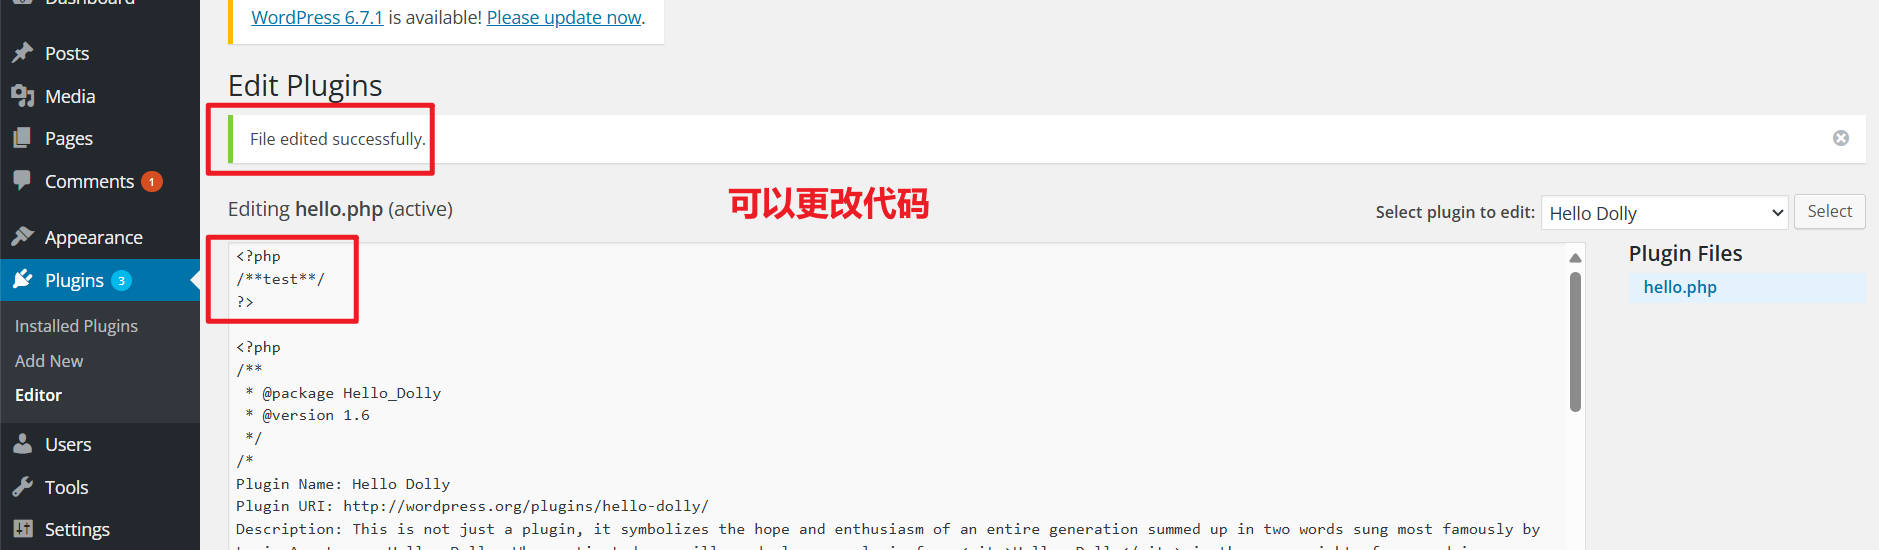 WordPress 6.7.1 is available! Please update now.
Posts
Media
Pages
Comments 1
Appearance
Plugins 3
Installed Plugins
Add New
Editor
Users
Tools
Settings
Edit Plugins
File edited successfully.
可以更改代码
Editing hello.php (active)
Select plugin to edit: Hello Dolly Select
<?php
/**test**/
?>
<?php
/**
* @package Hello_Dolly
* @version 1.6
*/
/*
Plugin Name: Hello Dolly
Plugin URI: http://wordpress.org/plugins/hello-dolly/
Description: This is not just a plugin, it symbolizes the hope and enthusiasm of an entire generation summed up in two words sung most famously by
Plugin Files
hello.php